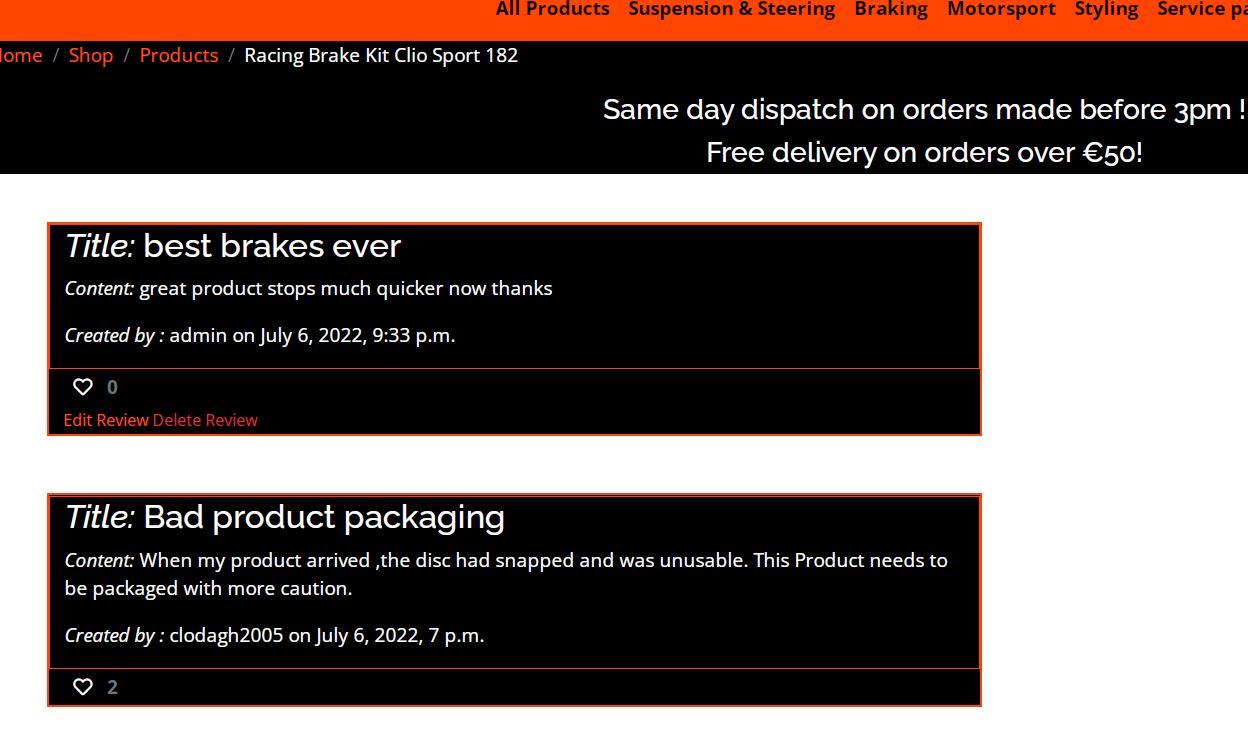 All Products Suspension & Steering Braking Motorsport Styling Service
Home / Shop / Products / Racing Brake Kit Clio Sport 182
Same day dispatch on orders made before 3pm !
Free delivery on orders over €50!
Title: best brakes ever
Content: great product stops much quicker now thanks
Created by : admin on July 6, 2022, 9:33 p.m.
0
Edit Review Delete Review
Title: Bad product packaging
Content: When my product arrived ,the disc had snapped and was unusable. This Product needs to
be packaged with more caution.
Created by : clodagh2005 on July 6, 2022, 7 p.m.
2